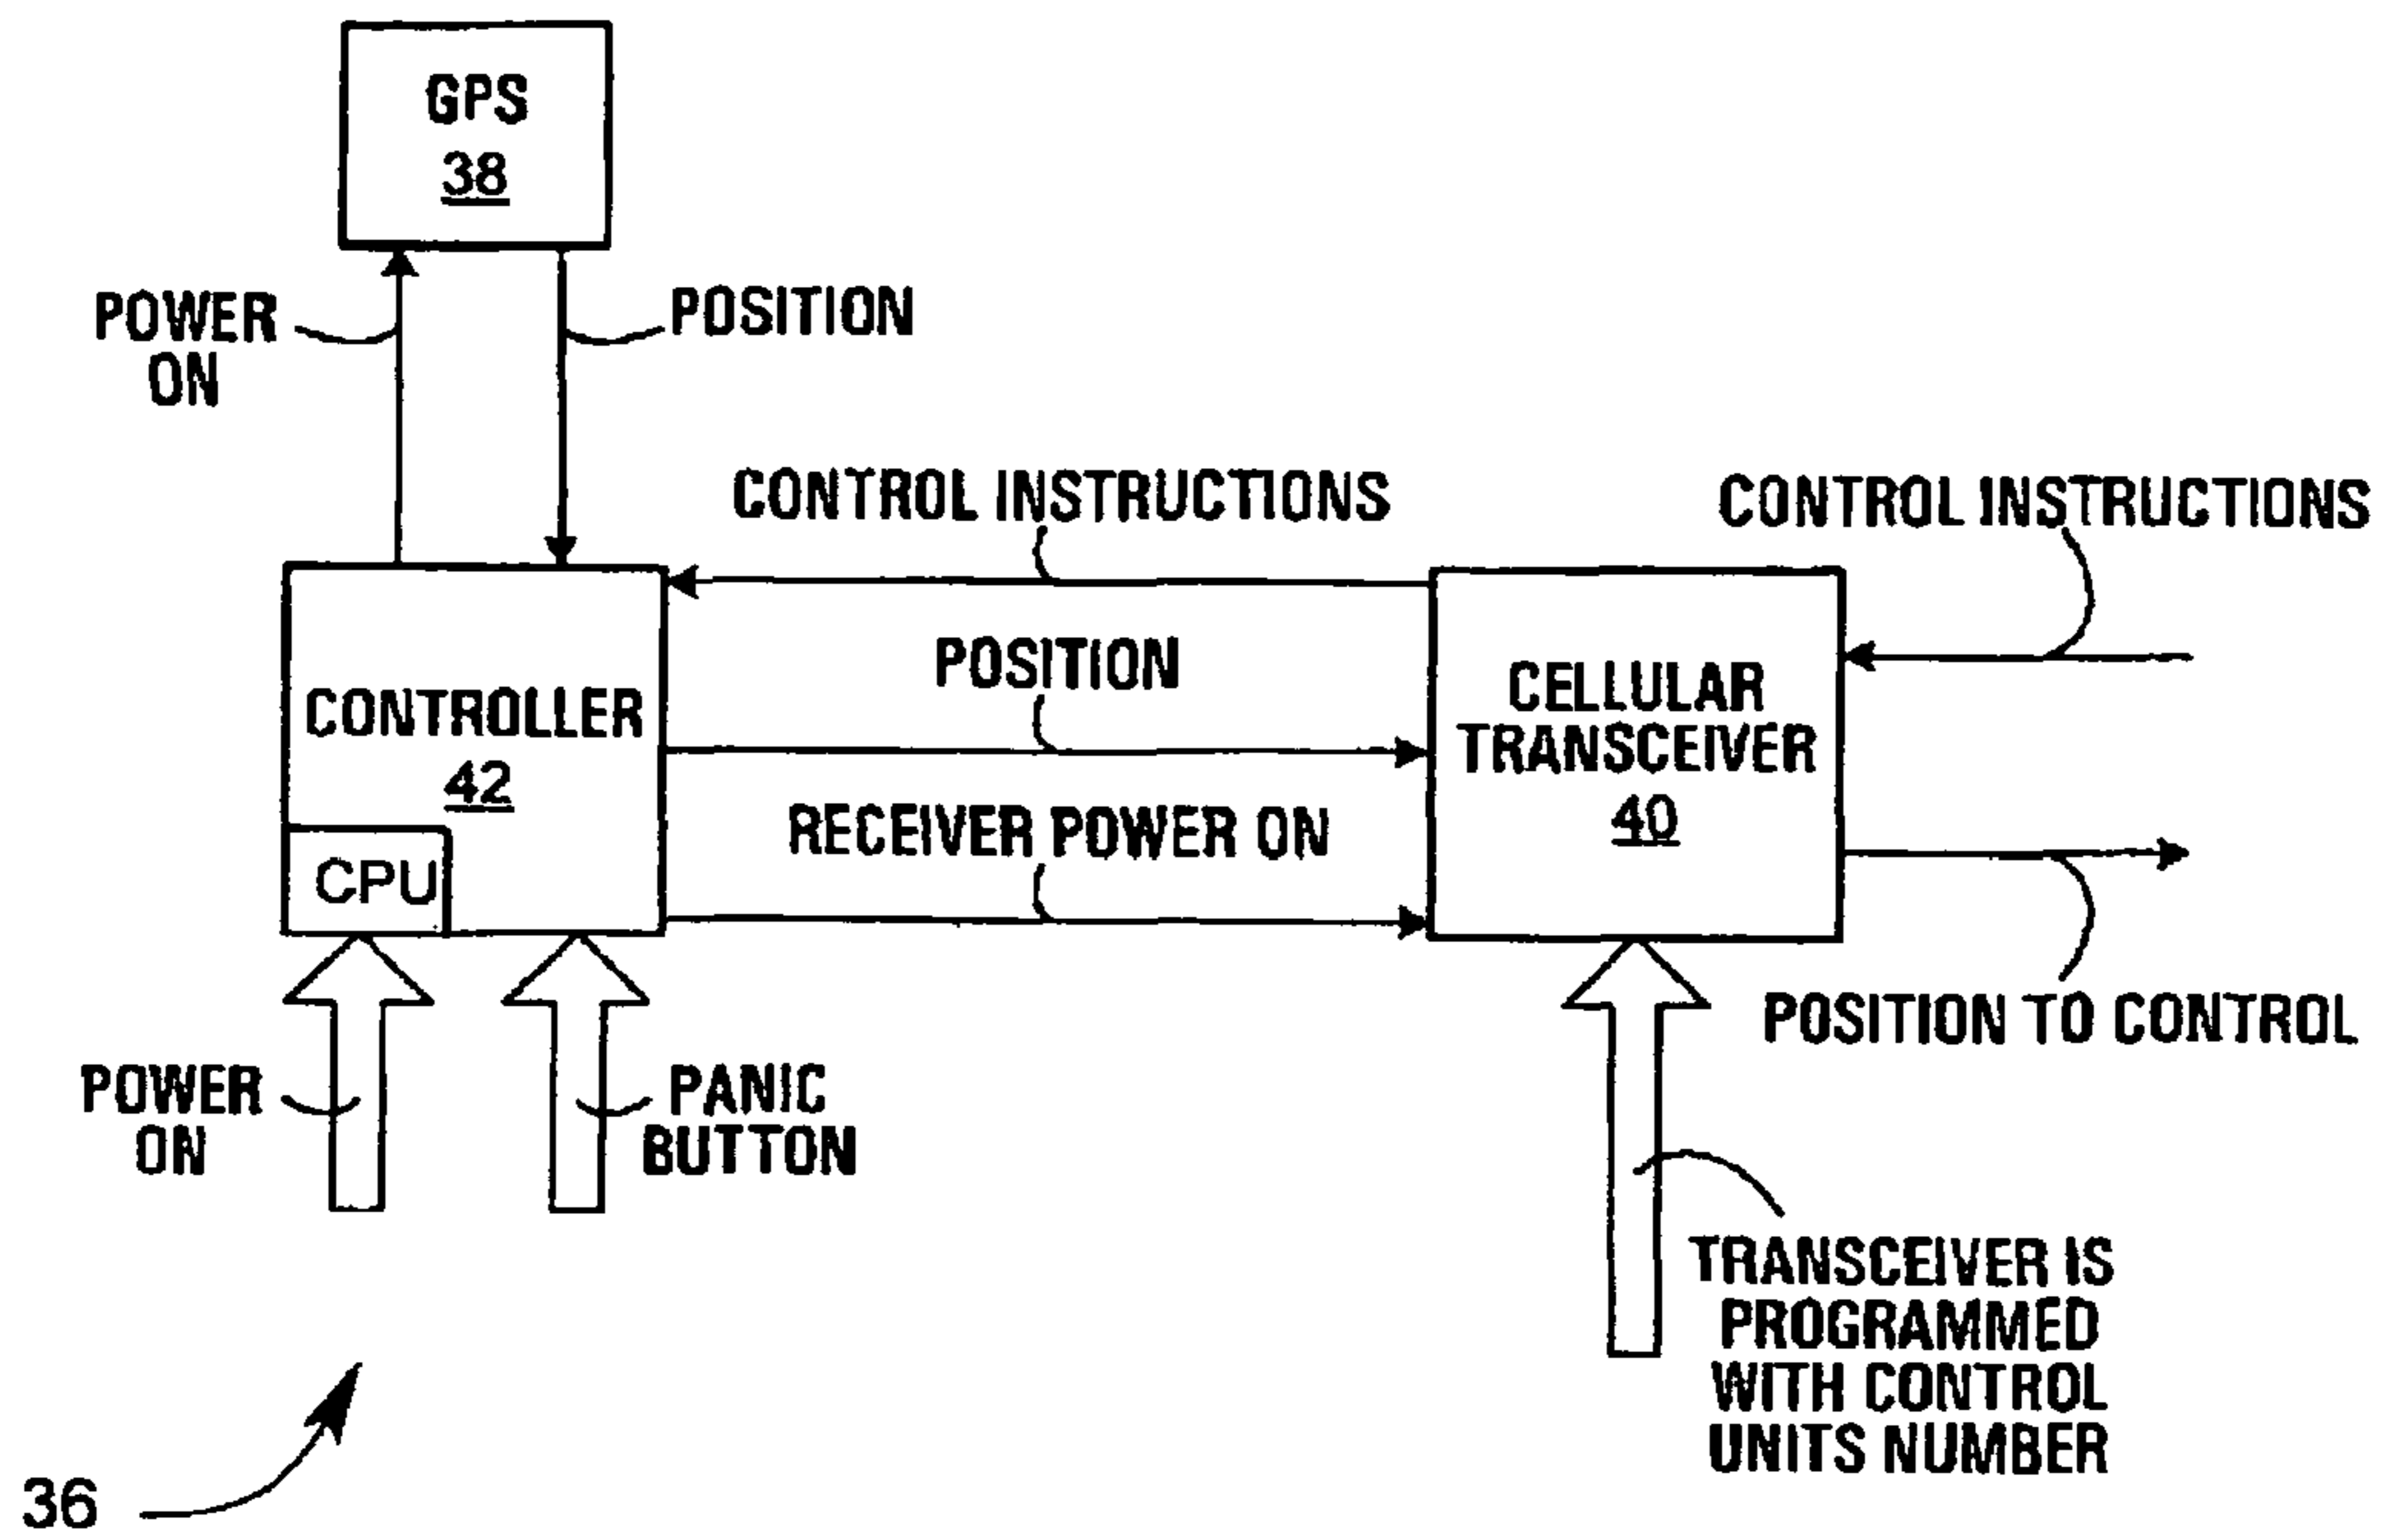 GPS
38
POWER
ON
POSITION
CONTROL INSTRUCTIONS
CONTROL INSTRUCTIONS
POSITION
CONTROLLER
42
CPU
RECEIVER POWER ON
CELLULAR
TRANSCEIVER
40
POSITION TO CONTROL
POWER
ON
PANIC
BUTTON
TRANSCEIVER IS
PROGRAMMED
WITH CONTROL
UNITS NUMBER
36